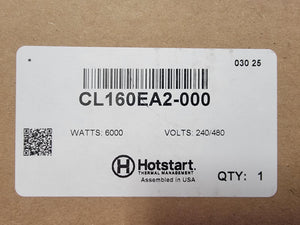 030 25
CL160EA2-000
WATTS: 6000 VOLTS: 240/480
Hotstart.
THERMAL MANAGEMENT
Assembled in USA
QTY: 1